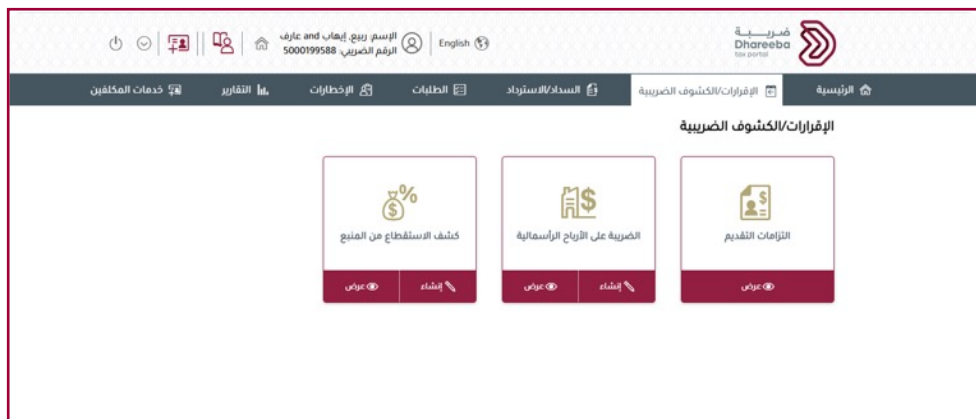 ضريبة
Dhareeba
tax portal
English
الإسم: ربيع, إيهاب and عارف
الرقم الضريبي: 5000199588
الرئيسية
الإقرارات/الكشوف الضريبية
السداد/الاسترداد
الطلبات
الإخطارات
التقارير
خدمات المكلفين
الإقرارات/الكشوف الضريبية
التزامات التقديم
عرض
الضريبة على الأرباح الرأسمالية
إنشاء
عرض
كشف الاستقطاع من المنبع
إنشاء
عرض